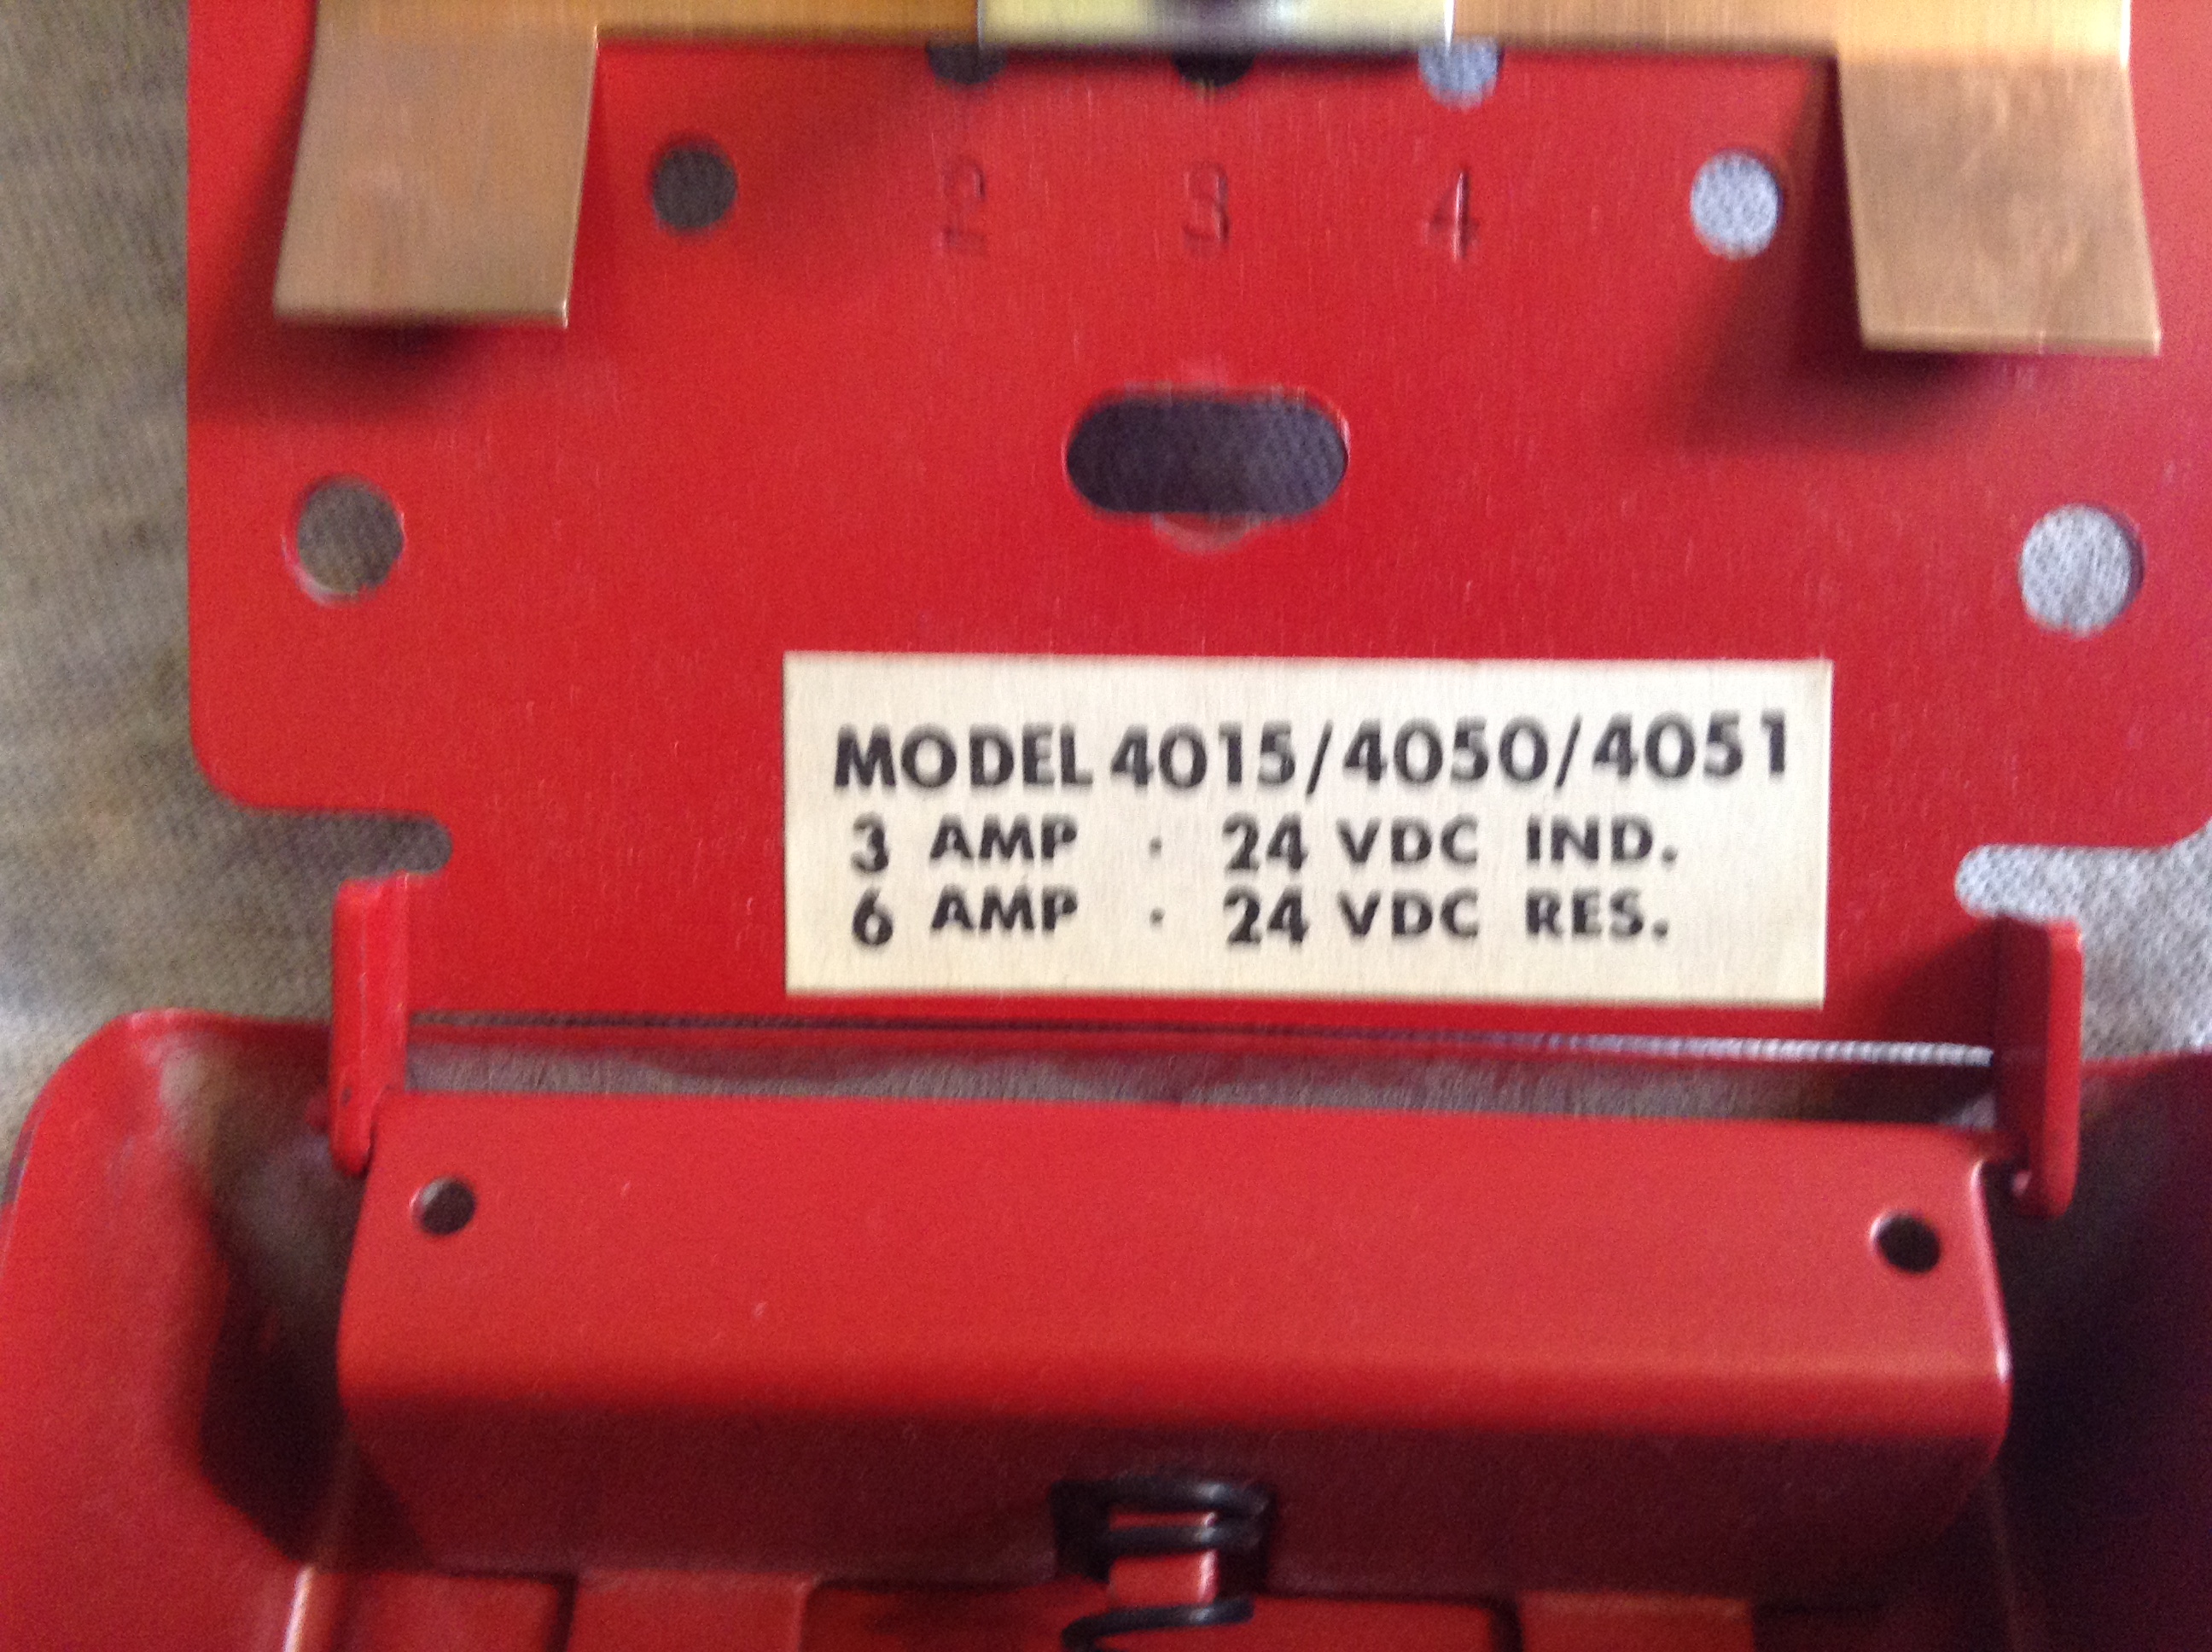 2 3 4
MODEL 4015/4050/4051
3 AMP · 24 VDC IND.
6 AMP · 24 VDC RES.